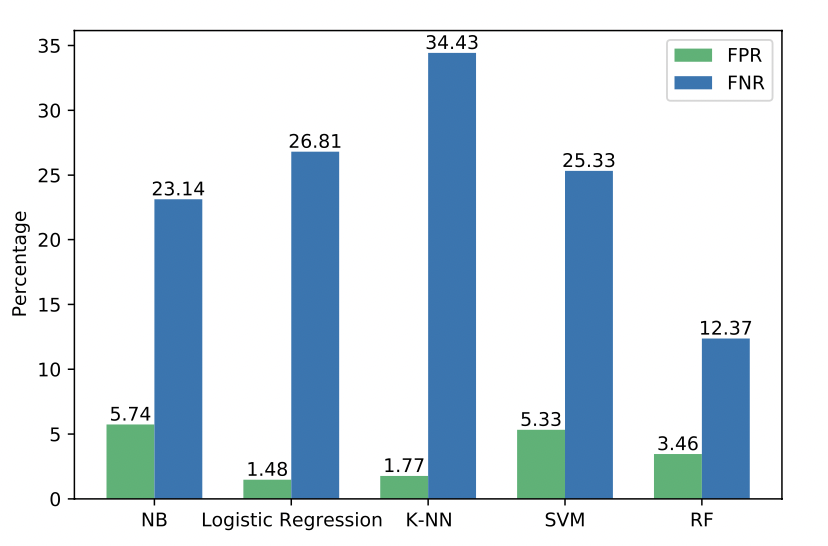 Percentage
35
30
25
20
15
10
5
0
FPR
FNR
5.74
23.14
1.48
26.81
1.77
34.43
5.33
25.33
3.46
12.37
NB
Logistic Regression
K-NN
SVM
RF